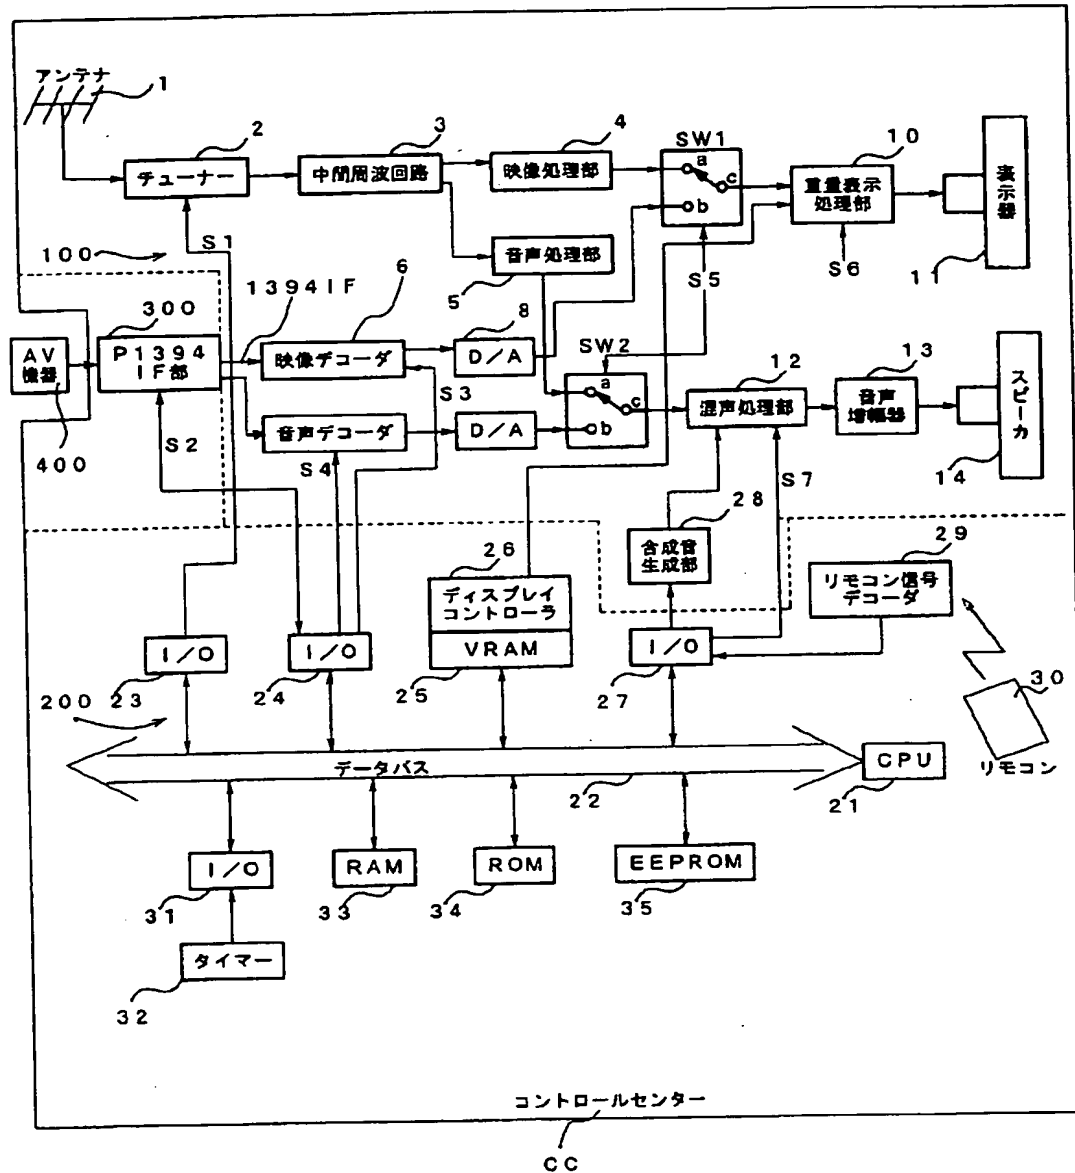 アンテナ
1
2
チューナー
3
中間周波回路
4
映像処理部
SW1
a
b
c
10
重量表示
処理部
表示器
11
S1
100
音声処理部
5
S5
S6
300
P1394
IF部
1394IF
6
映像デコーダ
8
D/A
SW2
a
b
c
12
混声処理部
13
音声
増幅器
スピーカ
14
AV
機器
400
S2
S3
音声デコーダ
S4
D/A
S7
28
合成音
生成部
26
ディスプレイ
コントローラ
VRAM
25
29
リモコン信号
デコーダ
I/O
23
I/O
24
I/O
27
30
リモコン
200
データバス
22
CPU
21
I/O
31
RAM
33
ROM
34
EEPROM
35
タイマー
32
コントロールセンター
CC